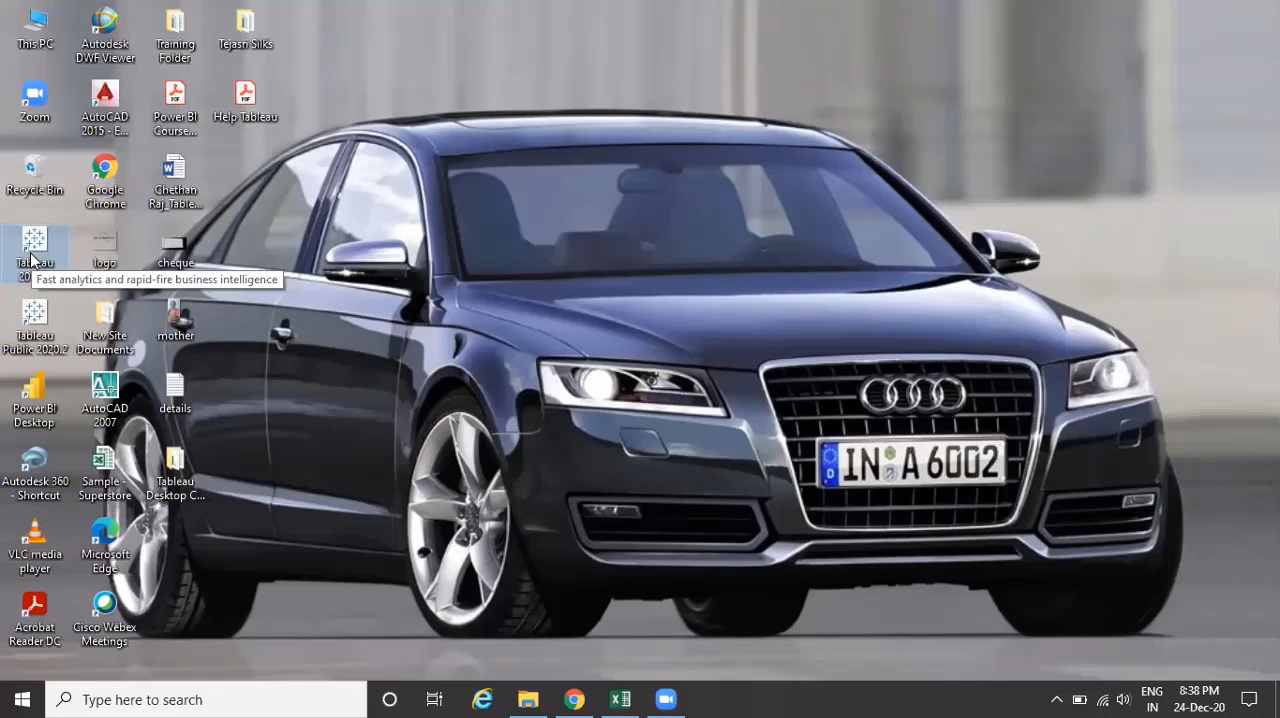 This PC
Autodesk
DWF Viewer
Training
Folder
Tejasri Silks
Zoom
AutoCAD
2015 - E...
Power BI
Course...
Help Tableau
Recycle Bin
Google
Chrome
Chethan
Raj_Table...
Tableau
logo
cheque
Fast analytics and rapid-fire business intelligence
Tableau
Public 2020.2
New Site
Documents
mother
Power BI
Desktop
AutoCAD
2007
details
Autodesk 360
- Shortcut
Sample -
Superstore
Tableau
Desktop C...
VLC media
player
Microsoft
Edge
Acrobat
Reader DC
Cisco Webex
Meetings
IN A 6002
D
Type here to search
ENG
IN
8:38 PM
24-Dec-20